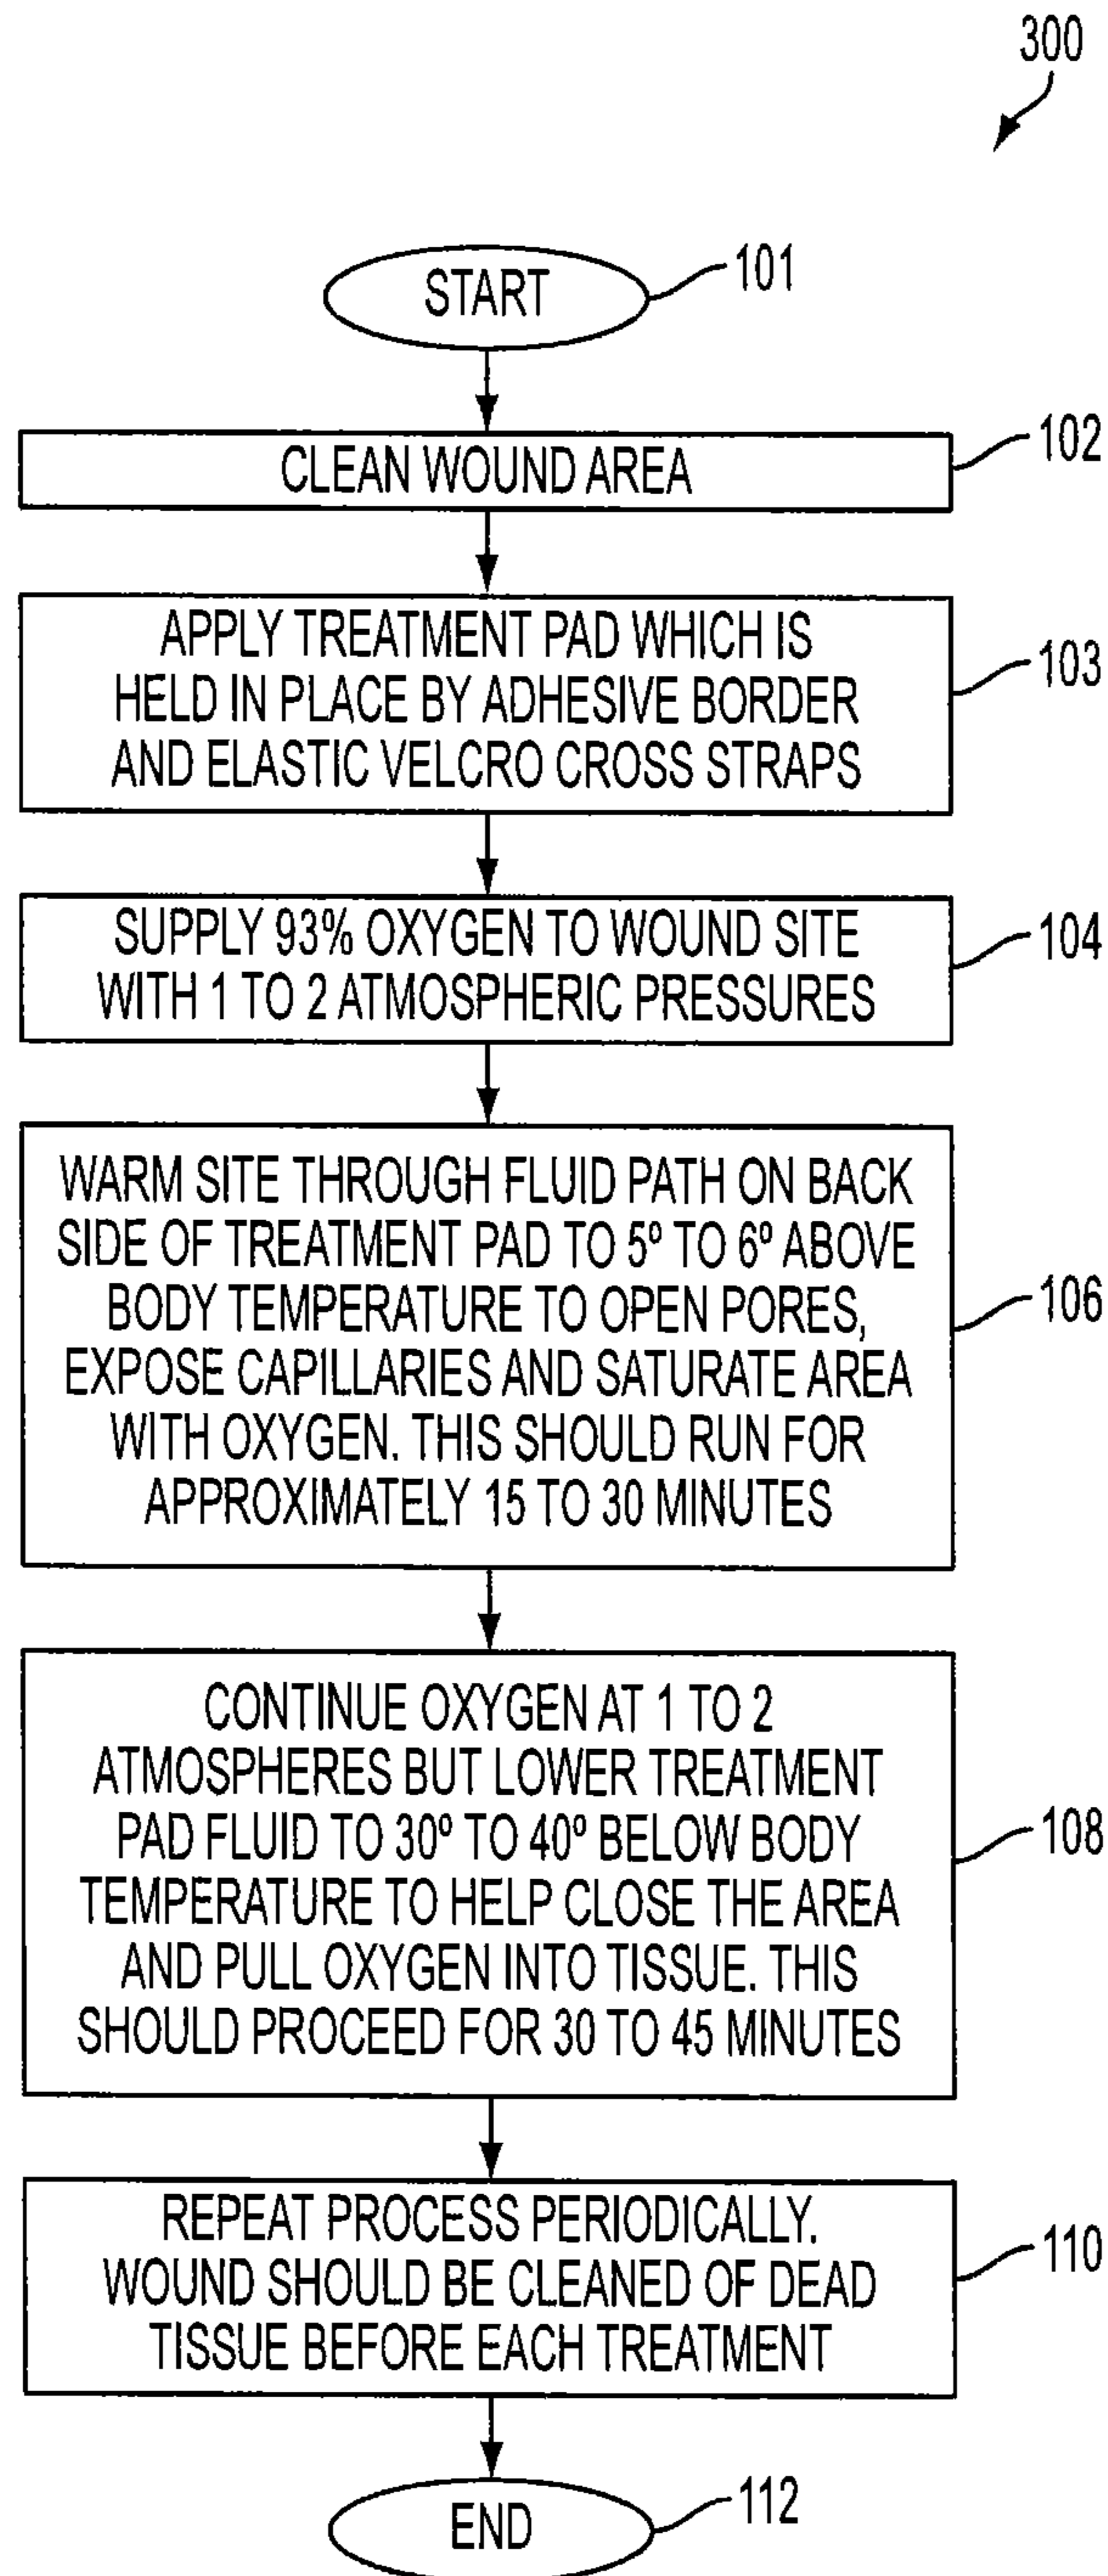 300
START
101
CLEAN WOUND AREA
102
APPLY TREATMENT PAD WHICH IS
HELD IN PLACE BY ADHESIVE BORDER
AND ELASTIC VELCRO CROSS STRAPS
103
SUPPLY 93% OXYGEN TO WOUND SITE
WITH 1 TO 2 ATMOSPHERIC PRESSURES
104
WARM SITE THROUGH FLUID PATH ON BACK
SIDE OF TREATMENT PAD TO 5º TO 6º ABOVE
BODY TEMPERATURE TO OPEN PORES,
EXPOSE CAPILLARIES AND SATURATE AREA
WITH OXYGEN. THIS SHOULD RUN FOR
APPROXIMATELY 15 TO 30 MINUTES
106
CONTINUE OXYGEN AT 1 TO 2
ATMOSPHERES BUT LOWER TREATMENT
PAD FLUID TO 30º TO 40º BELOW BODY
TEMPERATURE TO HELP CLOSE THE AREA
AND PULL OXYGEN INTO TISSUE. THIS
SHOULD PROCEED FOR 30 TO 45 MINUTES
108
REPEAT PROCESS PERIODICALLY.
WOUND SHOULD BE CLEANED OF DEAD
TISSUE BEFORE EACH TREATMENT
110
END
112